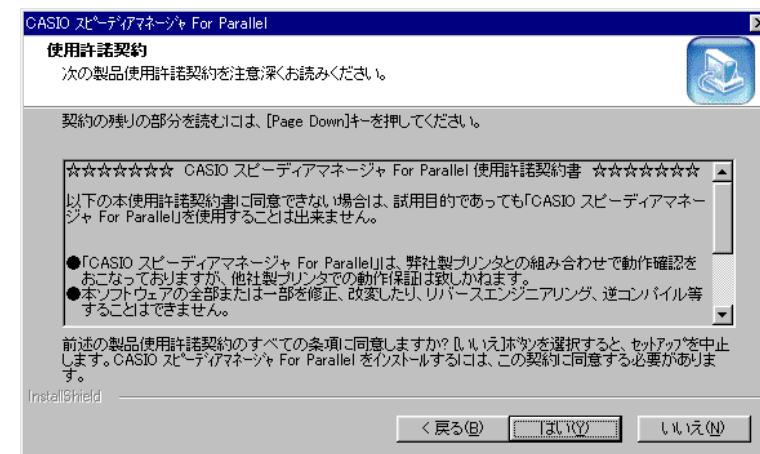 CASIO ｽﾋﾟｰﾃﾞｨｱﾏﾈｰｼﾞｬ For Parallel
使用許諾契約
次の製品使用許諾契約を注意深くお読みください。
契約の残りの部分を読むには、[Page Down]キーを押してください。
☆☆☆☆☆☆☆ CASIO スピーディアマネージャ For Parallel 使用許諾契約書 ☆☆☆☆☆☆☆
以下の本使用許諾契約書に同意できない場合は、試用目的であっても「CASIO スピーディアマネー
ジャ For Parallel」を使用することは出来ません。
●「CASIO スピーディアマネージャ For Parallel」は、弊社製プリンタとの組み合わせで動作確認を
おこなっておりますが、他社製プリンタでの動作保証は致しかねます。
●本ソフトウェアの全部または一部を修正、改変したり、リバースエンジニアリング、逆コンパイル等
することはできません。
前述の製品使用許諾契約のすべての条項に同意しますか? [いいえ]ﾎﾞﾀﾝを選択すると、ｾｯﾄｱｯﾌﾟを中止
します。CASIO ｽﾋﾟｰﾃﾞｨｱﾏﾈｰｼﾞｬ For Parallel をｲﾝｽﾄｰﾙするには、この契約に同意する必要がありま
す。
InstallShield
< 戻る(B)
はい(Y)
いいえ(N)